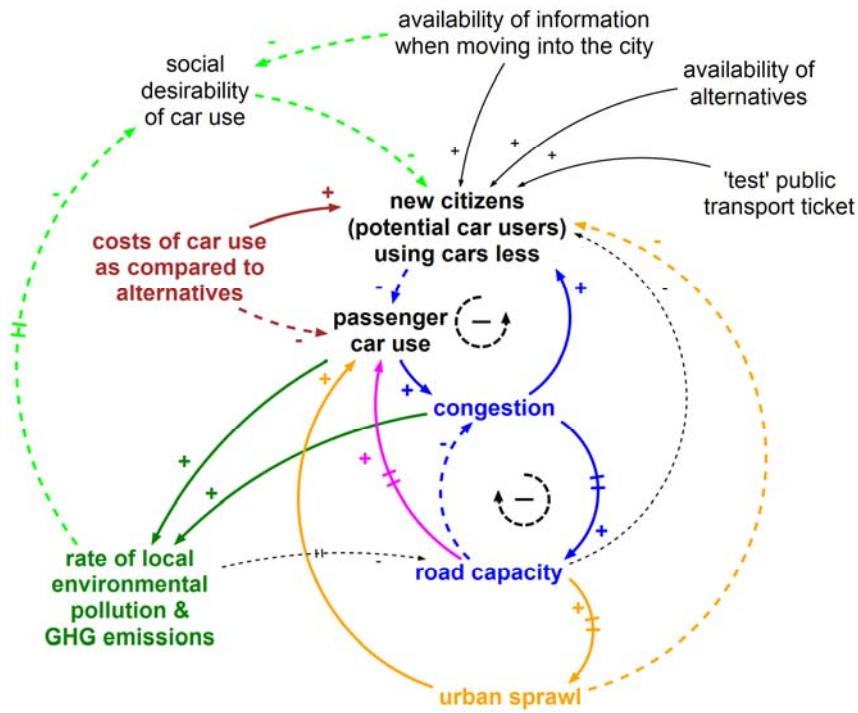 availability of information
when moving into the city
social
desirability
of car use
availability of
alternatives
'test' public
transport ticket
new citizens
(potential car users)
using cars less
costs of car use
as compared to
alternatives
passenger
car use
congestion
road capacity
rate of local
environmental
pollution &
GHG emissions
urban sprawl
-
-
+
+
+
+
-
-
-
-
-
+
-
+
+
-
+
+
+
+
-
+
-
+